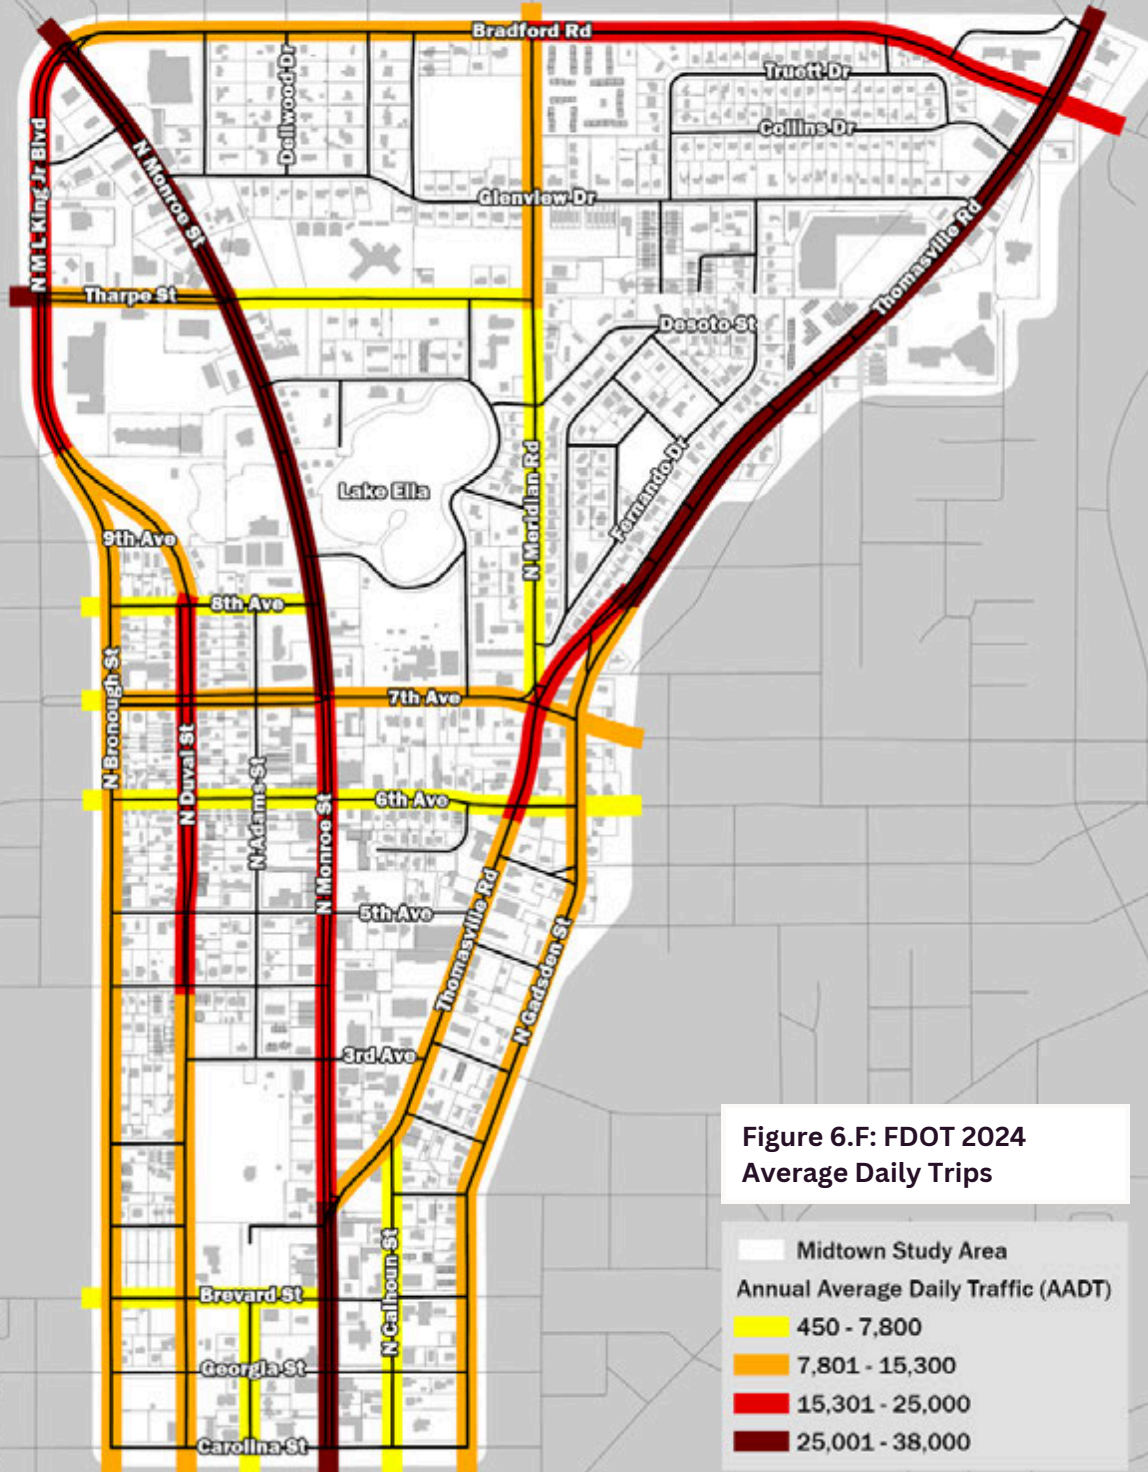 Bradford Rd
Dellwood Dr
Truett Dr
Collins Dr
N M L King Jr Blvd
N Monroe St
Glenview Dr
Thomasville Rd
Tharpe St
Desoto St
Lake Ella
N Meridian Rd
Fernando Dr
9th Ave
8th Ave
N Bronough St
7th Ave
N Duval St
N Adams St
N Monroe St
6th Ave
5th Ave
Thomasville Rd
N Gadsden St
3rd Ave
N Calhoun St
Brevard St
Georgia St
Carolina St
Figure 6.F: FDOT 2024
Average Daily Trips
Midtown Study Area
Annual Average Daily Traffic (AADT)
450 - 7,800
7,801 - 15,300
15,301 - 25,000
25,001 - 38,000